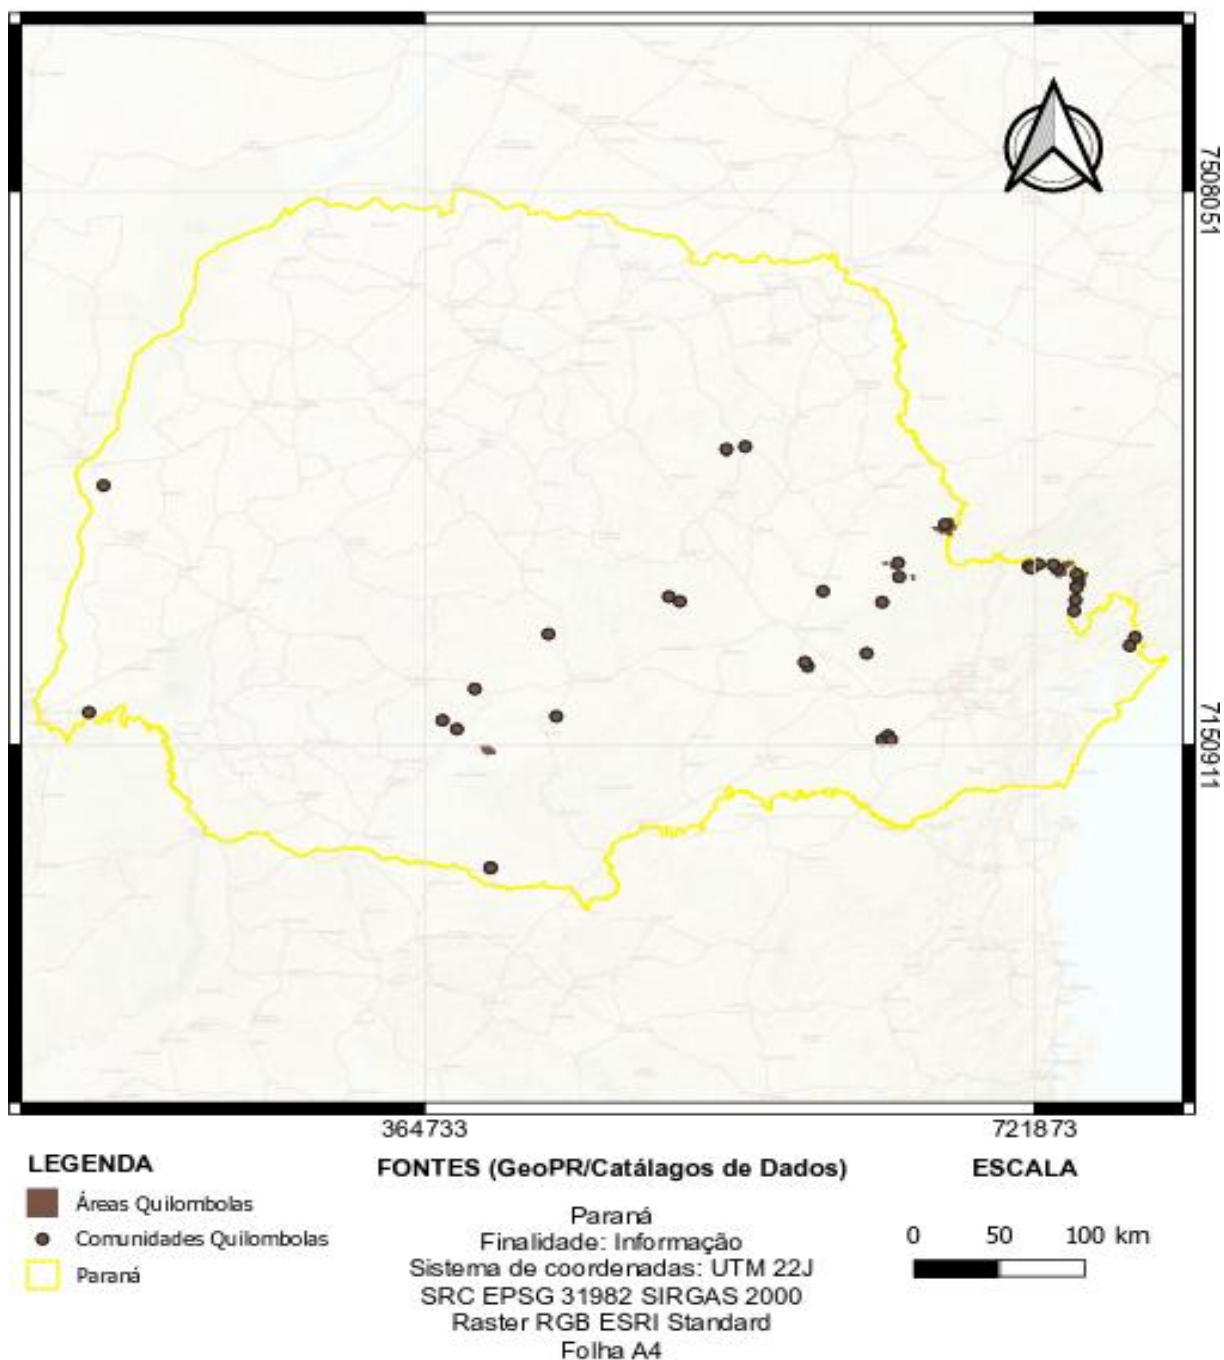 7508051
7150911
364733
721873
LEGENDA
Áreas Quilombolas
Comunidades Quilombolas
Paraná
FONTES (GeoPR/Catálagos de Dados)
Paraná
Finalidade: Informação
Sistema de coordenadas: UTM 22J
SRC EPSG 31982 SIRGAS 2000
Raster RGB ESRI Standard
Folha A4
ESCALA
0 50 100 km